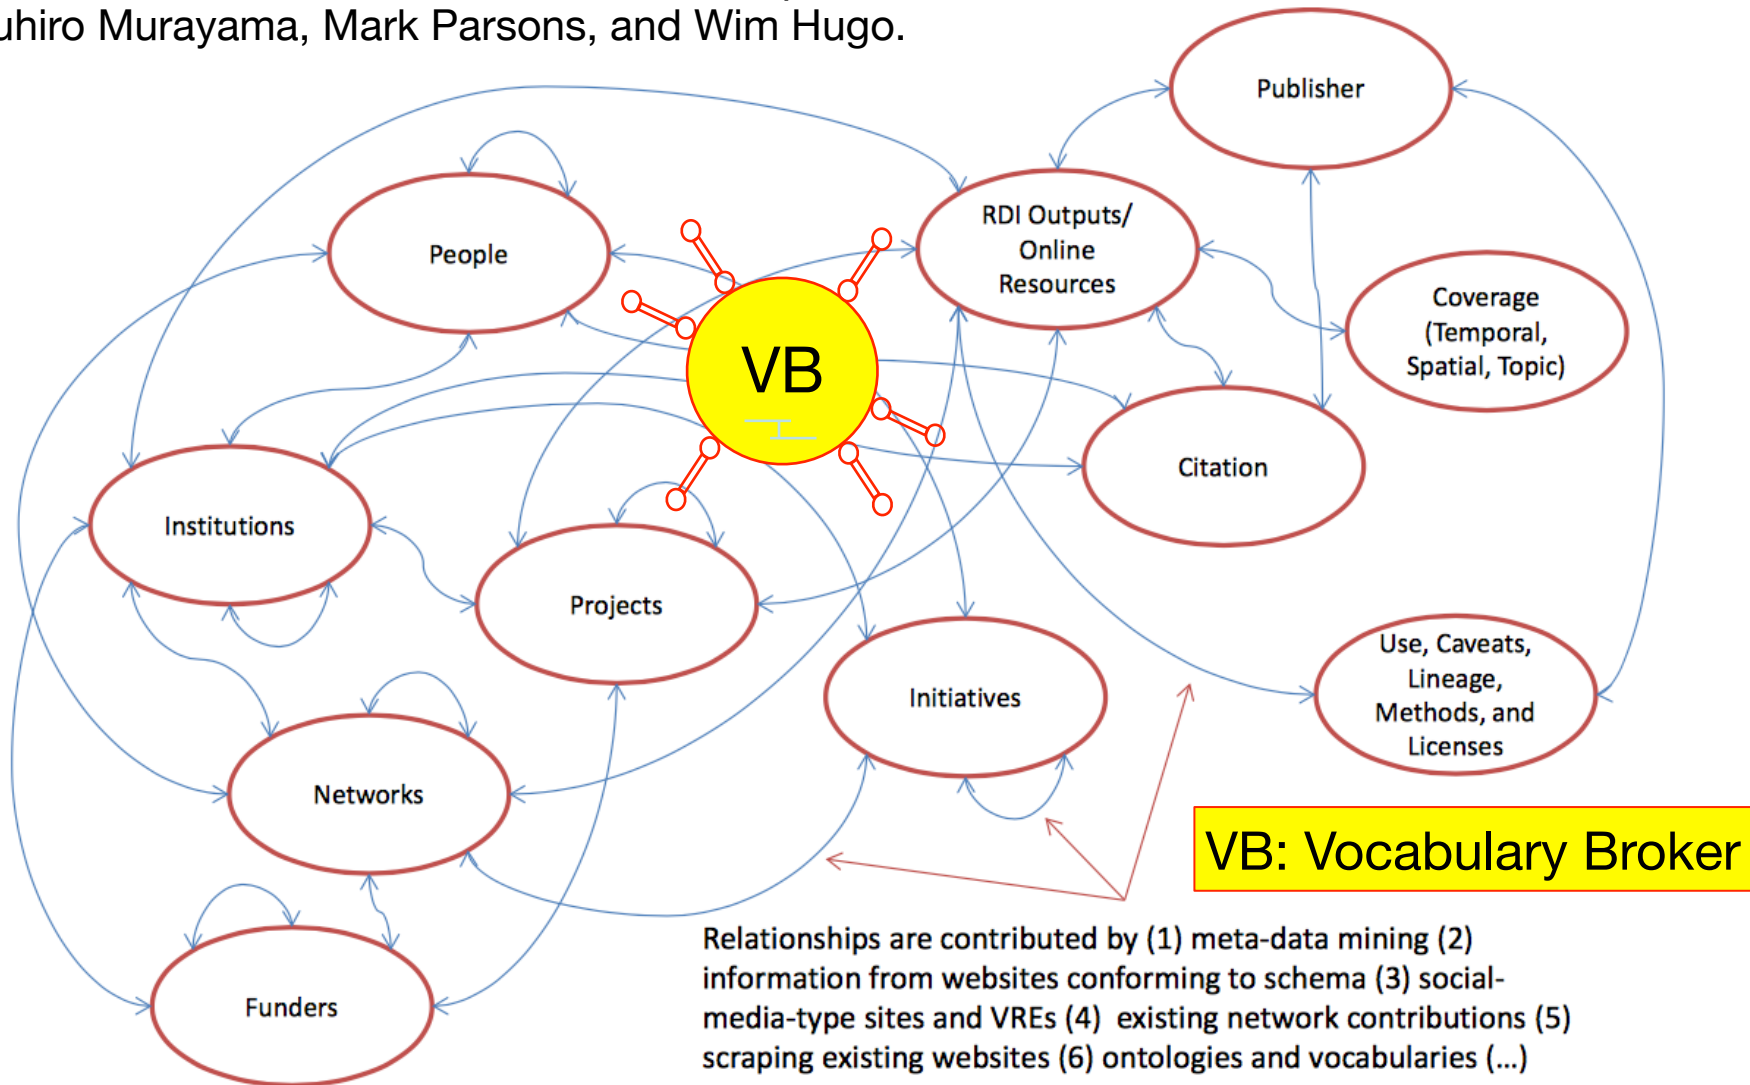 uhiro Murayama, Mark Parsons, and Wim Hugo.
Publisher
People
RDI Outputs/
Online
Resources
Coverage
(Temporal,
Spatial, Topic)
VB
Citation
Institutions
Projects
Initiatives
Use, Caveats,
Lineage,
Methods, and
Licenses
Networks
VB: Vocabulary Broker
Funders
Relationships are contributed by (1) meta-data mining (2)
information from websites conforming to schema (3) social-
media-type sites and VREs (4) existing network contributions (5)
scraping existing websites (6) ontologies and vocabularies (...)